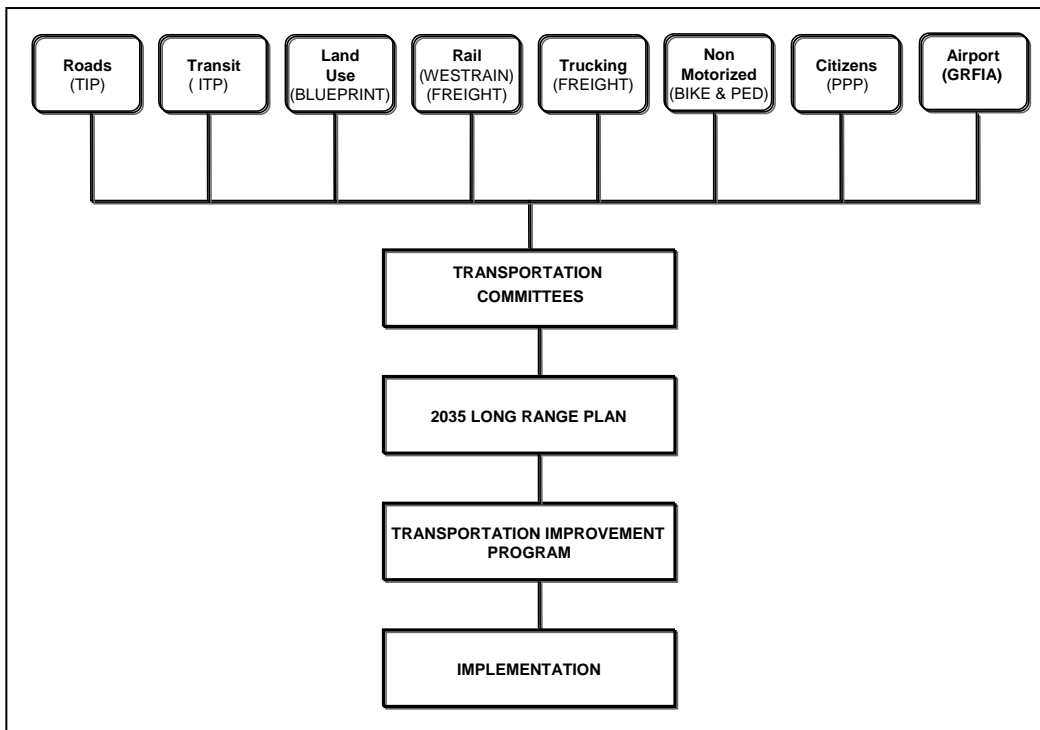 Roads
(TIP)
Transit
( ITP)
Land
Use
(BLUEPRINT)
Rail
(WESTRAIN)
(FREIGHT)
Trucking
(FREIGHT)
Non
Motorized
(BIKE & PED)
Citizens
(PPP)
Airport
(GRFIA)
TRANSPORTATION
COMMITTEES
2035 LONG RANGE PLAN
TRANSPORTATION IMPROVEMENT
PROGRAM
IMPLEMENTATION